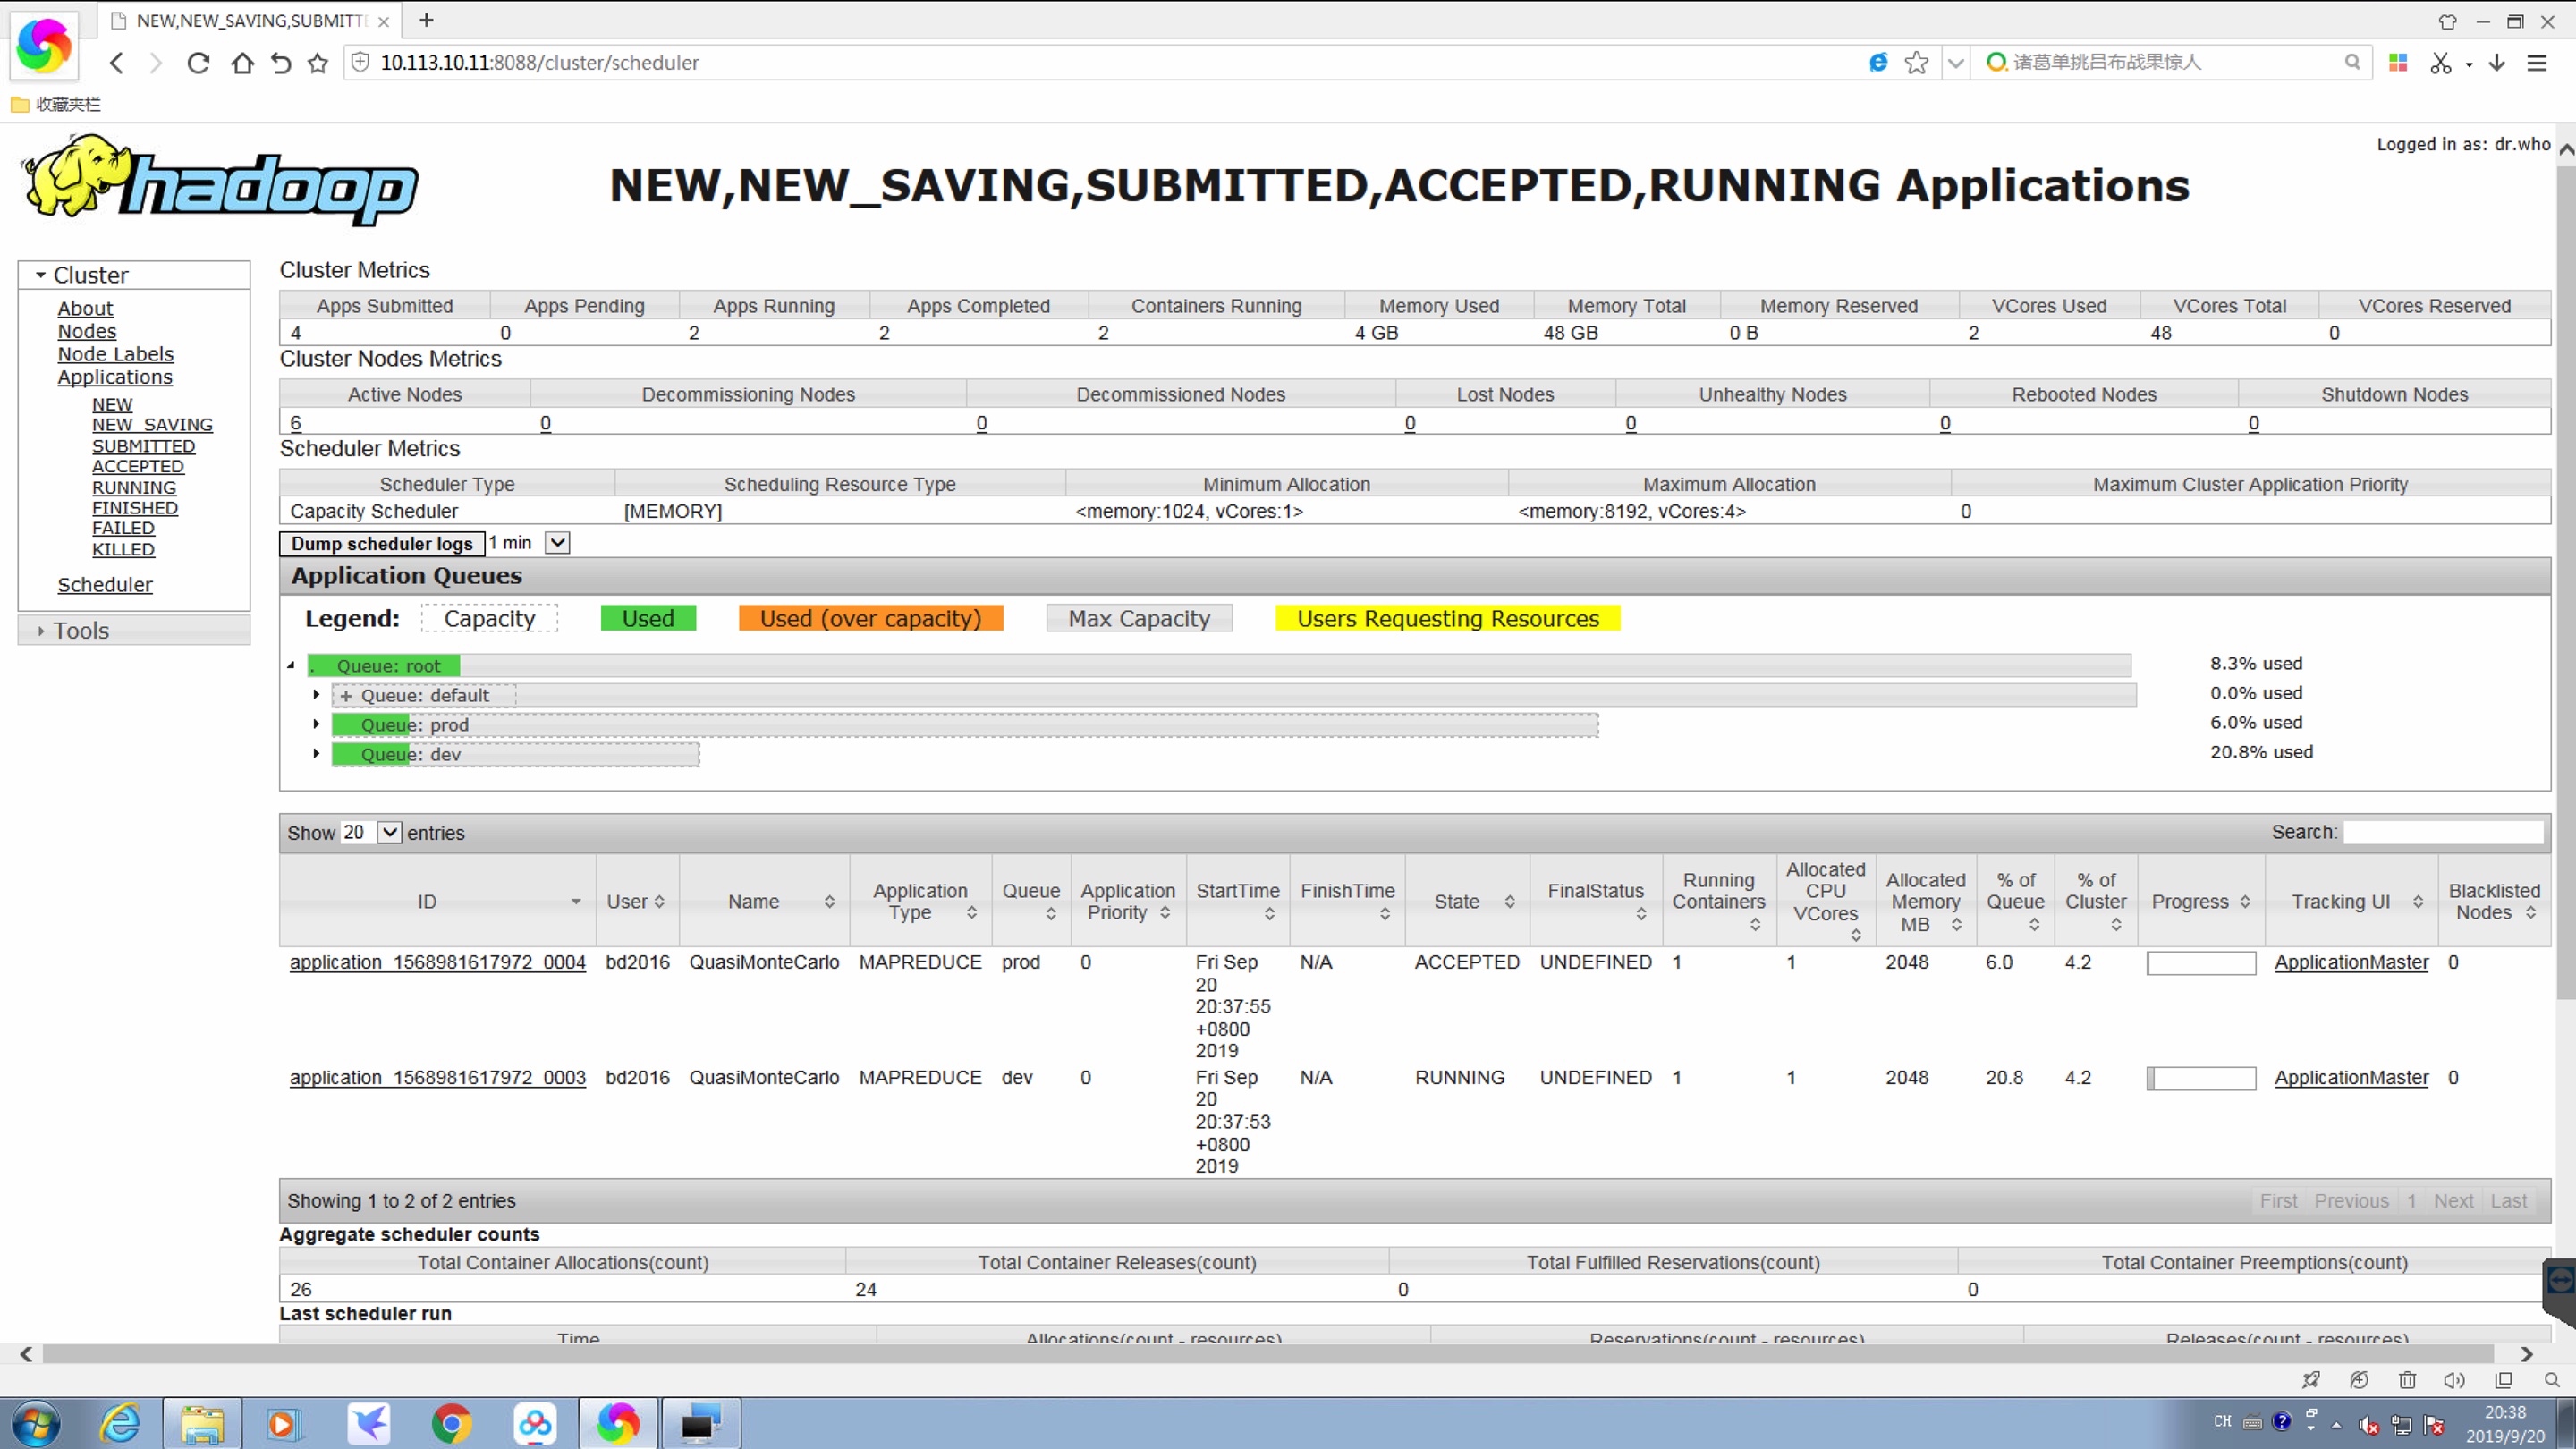 NEW,NEW_SAVING,SUBMITTE
10.113.10.11:8088/cluster/scheduler
诸葛单挑吕布战果惊人
收藏夹栏
hadoop
Logged in as: dr.who
NEW,NEW_SAVING,SUBMITTED,ACCEPTED,RUNNING Applications
Cluster
About
Nodes
Node Labels
Applications
NEW
NEW_SAVING
SUBMITTED
ACCEPTED
RUNNING
FINISHED
FAILED
KILLED
Scheduler
Tools
Cluster Metrics
Apps Submitted Apps Pending Apps Running Apps Completed Containers Running Memory Used Memory Total Memory Reserved VCores Used VCores Total VCores Reserved
4 0 2 2 2 4 GB 48 GB 0 B 2 48 0
Cluster Nodes Metrics
Active Nodes Decommissioning Nodes Decommissioned Nodes Lost Nodes Unhealthy Nodes Rebooted Nodes Shutdown Nodes
6 0 0 0 0 0 0
Scheduler Metrics
Scheduler Type Scheduling Resource Type Minimum Allocation Maximum Allocation Maximum Cluster Application Priority
Capacity Scheduler [MEMORY] <memory:1024, vCores:1> <memory:8192, vCores:4> 0
Dump scheduler logs 1 min
Application Queues
Legend: Capacity Used Used (over capacity) Max Capacity Users Requesting Resources
. Queue: root 8.3% used
+ Queue: default 0.0% used
Queue: prod 6.0% used
Queue: dev 20.8% used
Show 20 entries Search:
ID User Name Application Type Queue Application Priority StartTime FinishTime State FinalStatus Running Containers Allocated CPU VCores Allocated Memory MB % of Queue % of Cluster Progress Tracking UI Blacklisted Nodes
application_1568981617972_0004 bd2016 QuasiMonteCarlo MAPREDUCE prod 0 Fri Sep N/A ACCEPTED UNDEFINED 1 1 2048 6.0 4.2 ApplicationMaster 0
20
20:37:55
+0800
2019
application_1568981617972_0003 bd2016 QuasiMonteCarlo MAPREDUCE dev 0 Fri Sep N/A RUNNING UNDEFINED 1 1 2048 20.8 4.2 ApplicationMaster 0
20
20:37:53
+0800
2019
Showing 1 to 2 of 2 entries First Previous 1 Next Last
Aggregate scheduler counts
Total Container Allocations(count) Total Container Releases(count) Total Fulfilled Reservations(count) Total Container Preemptions(count)
26 24 0 0
Last scheduler run
Time Allocations(count - resources) Reservations(count - resources) Releases(count - resources)
CH
20:38
2019/9/20